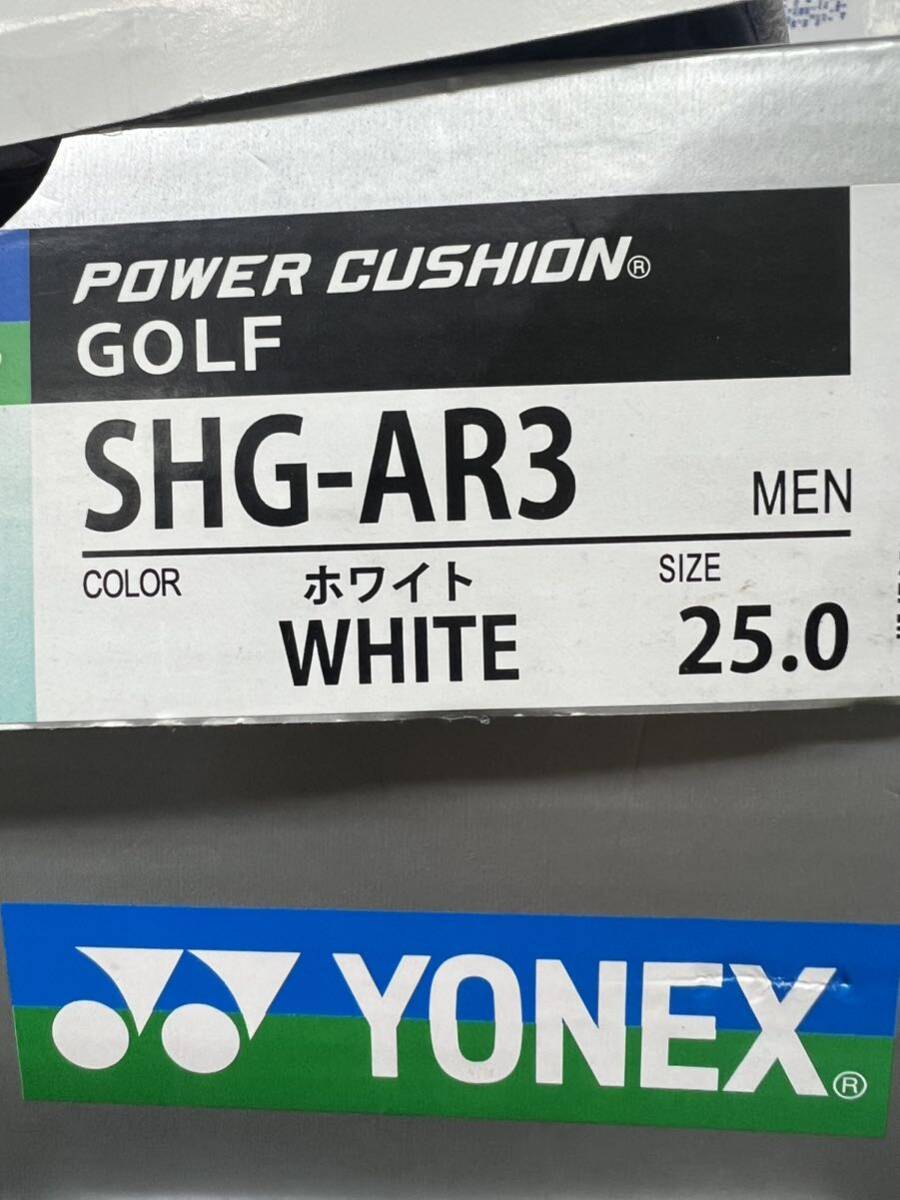 POWER CUSHION®
GOLF
SHG-AR3 MEN
COLOR ホワイト SIZE
WHITE 25.0
YONEX®